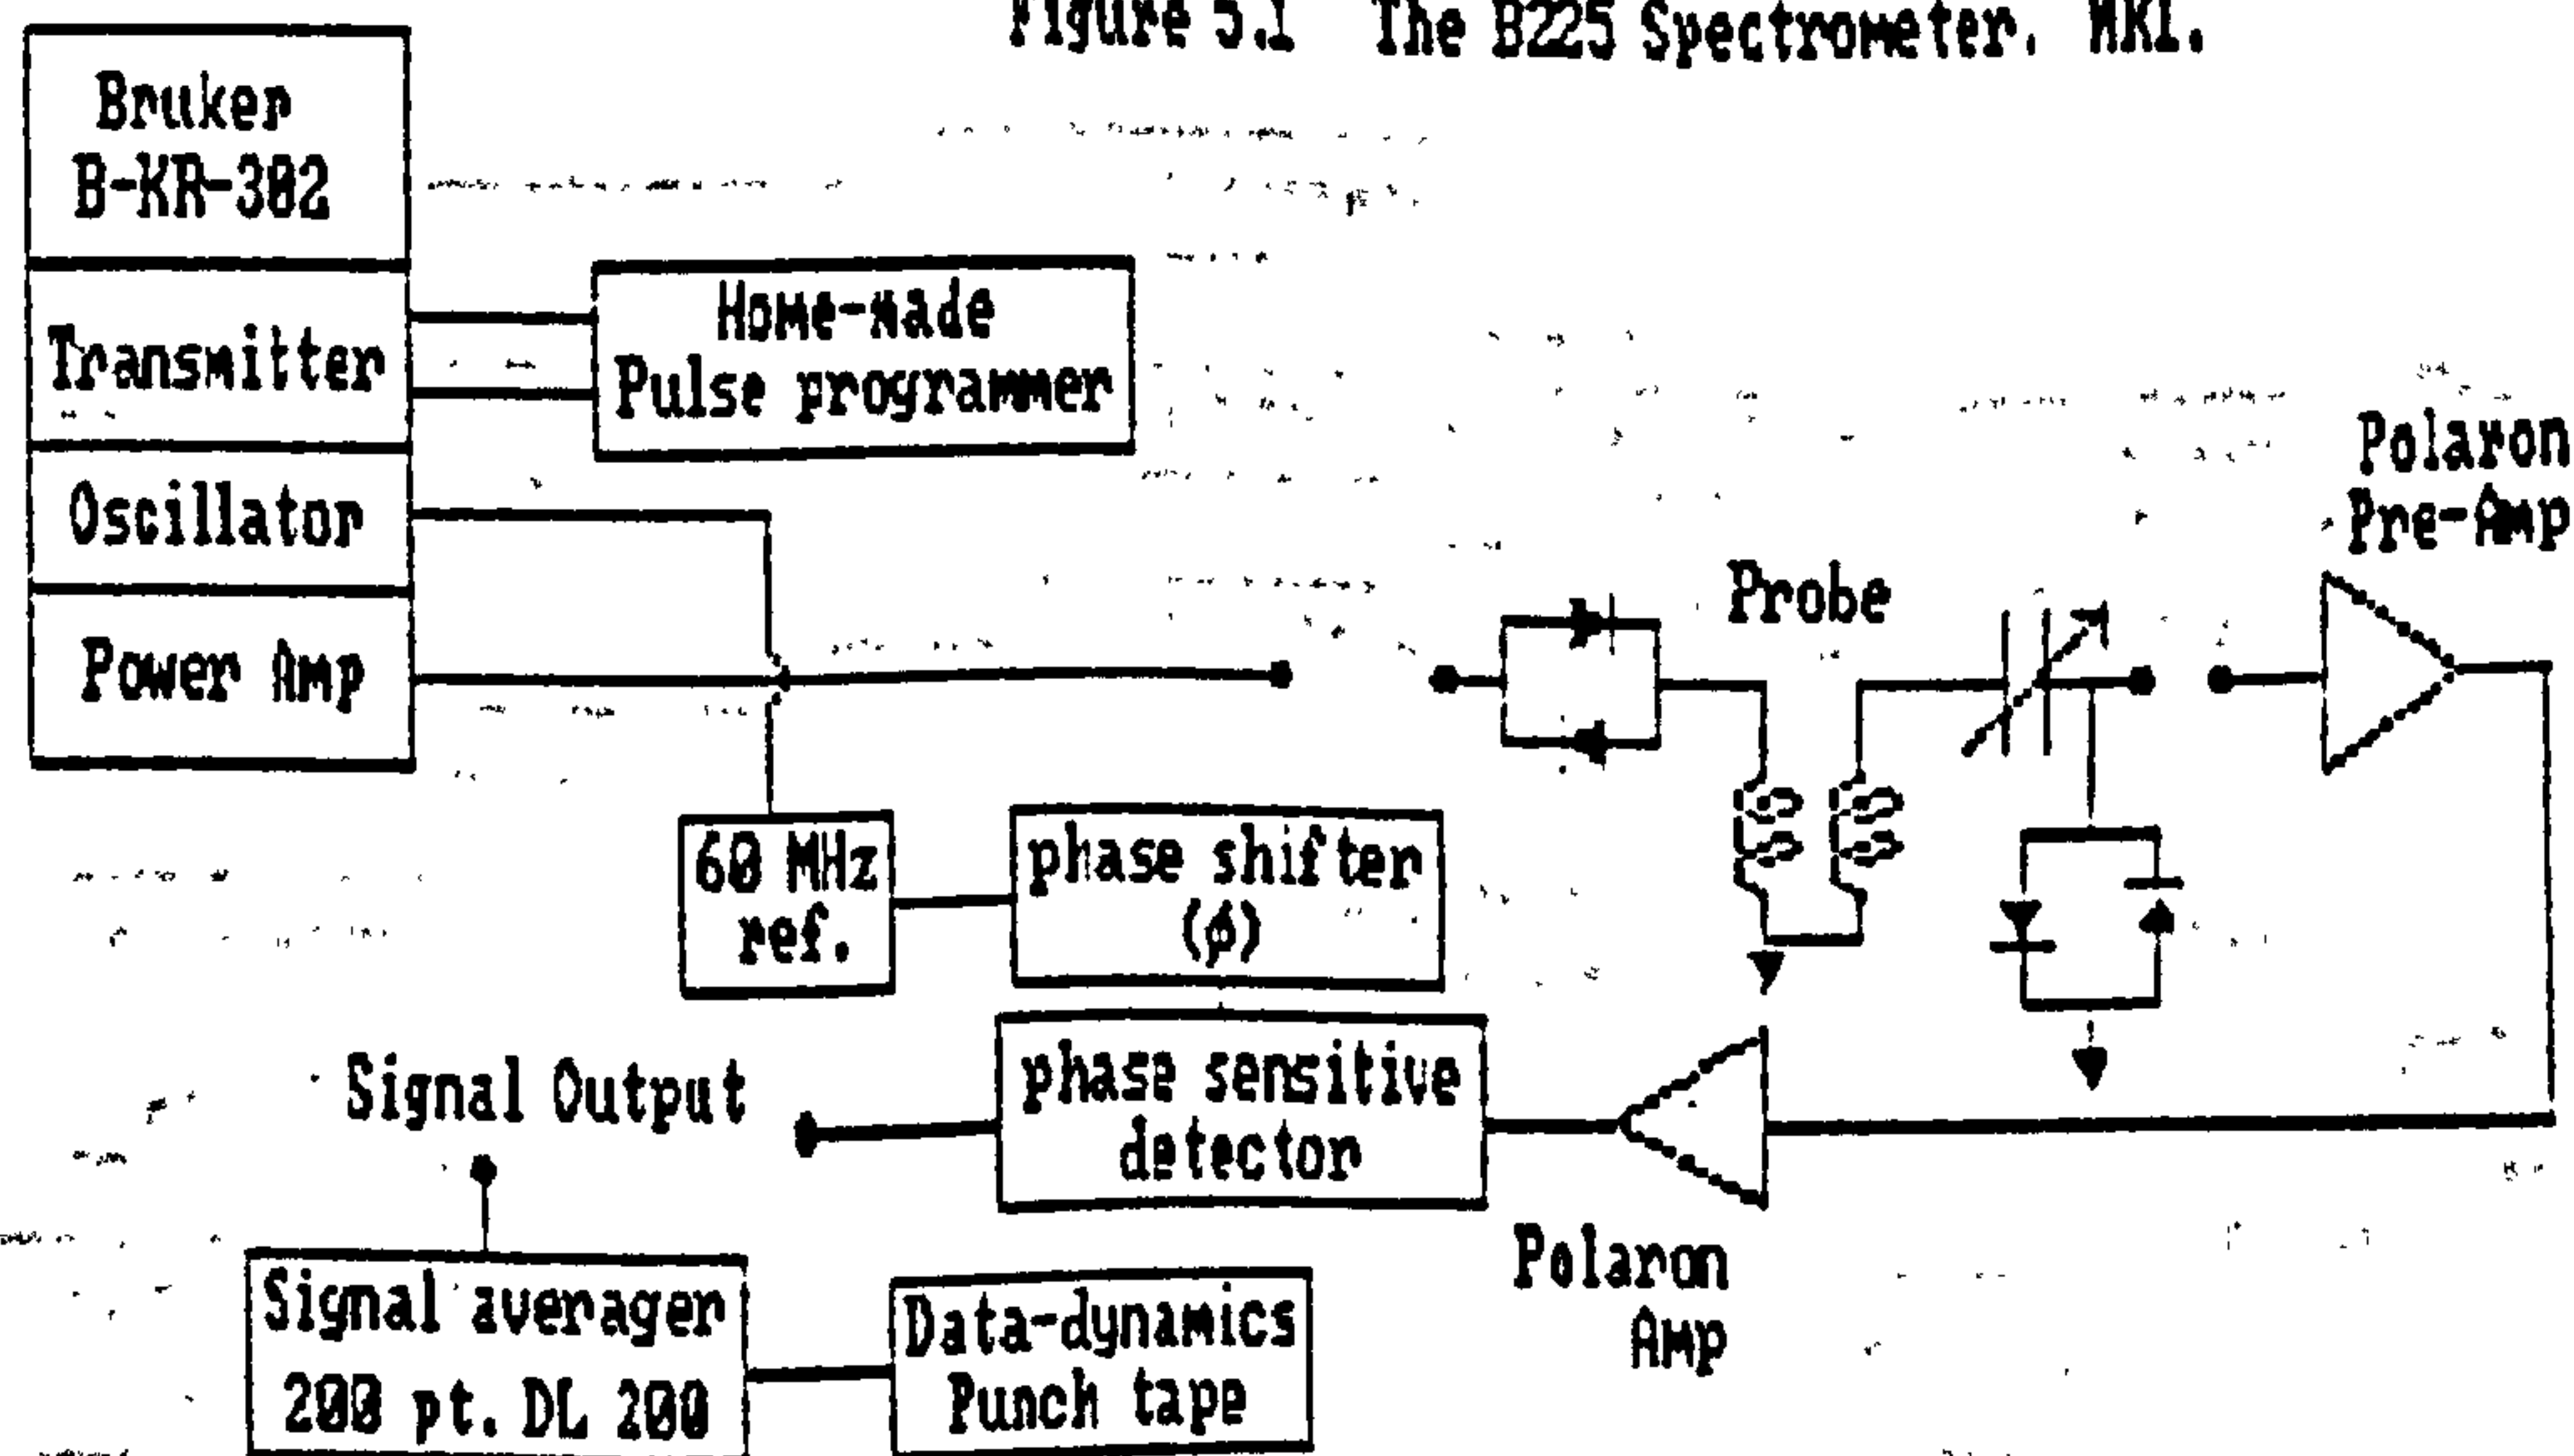 Figure 5.1 The B225 Spectrometer. MKI.
Bruker
B-KR-302
Transmitter
Home-made
Pulse programmer
Oscillator
Power Amp
Probe
Polaron
Pre-Amp
60 MHz
ref.
phase shifter
(ϕ)
phase sensitive
detector
Signal Output
Polaron
Amp
Signal averager
200 pt. DL 200
Data-dynamics
Punch tape